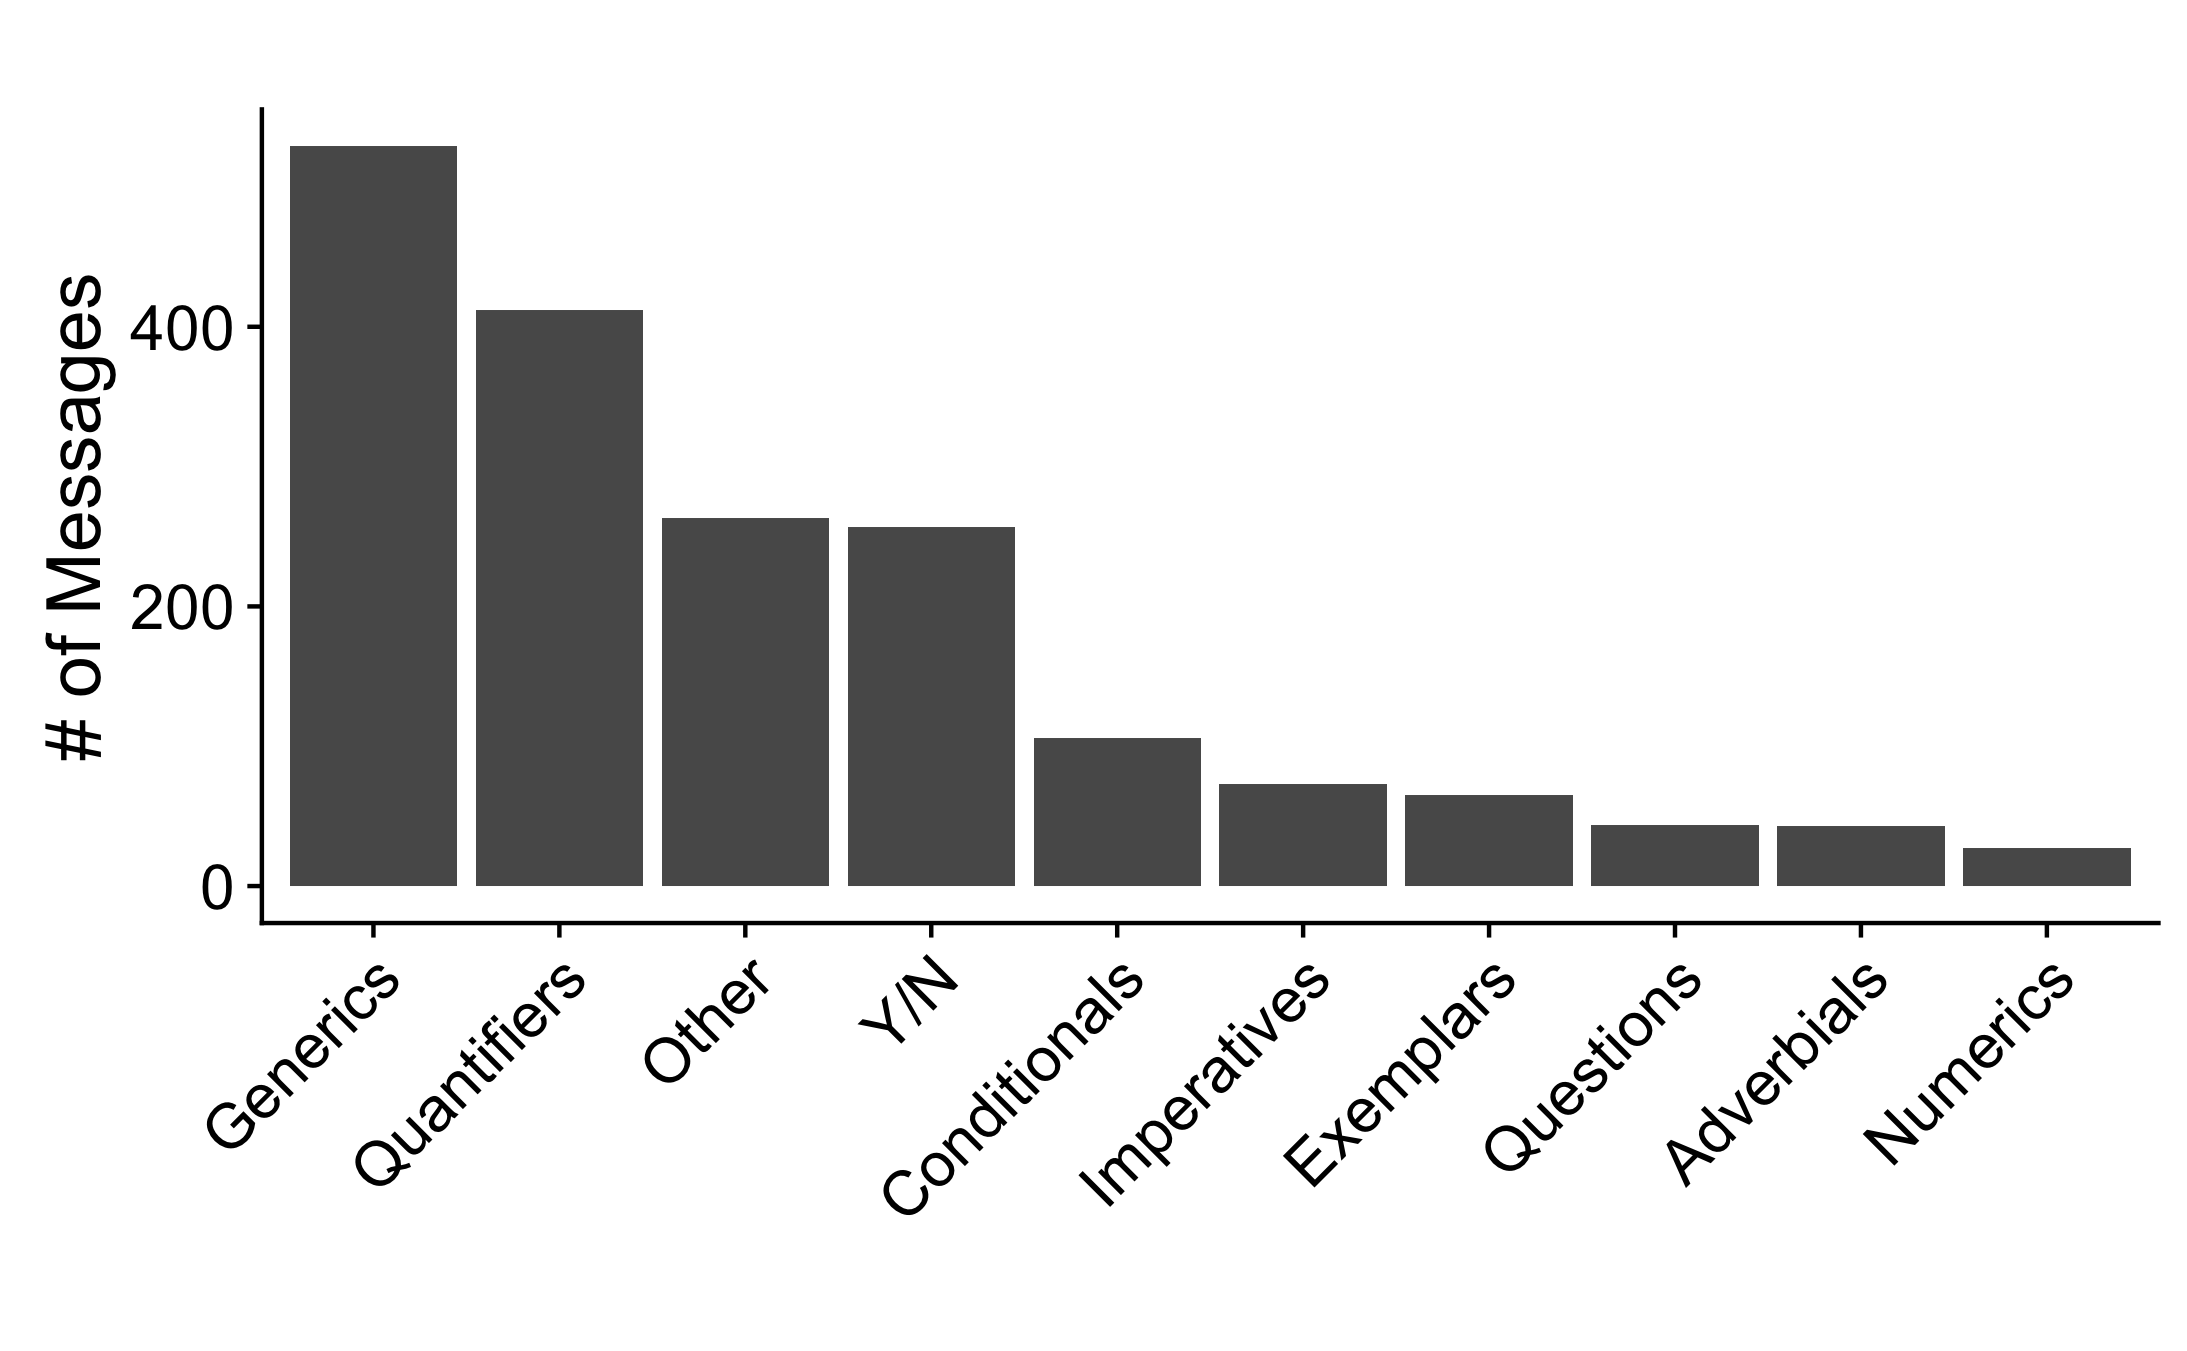 # of Messages
400
200
0
Generics
Quantifiers
Other
Y/N
Conditionals
Imperatives
Exemplars
Questions
Adverbials
Numerics